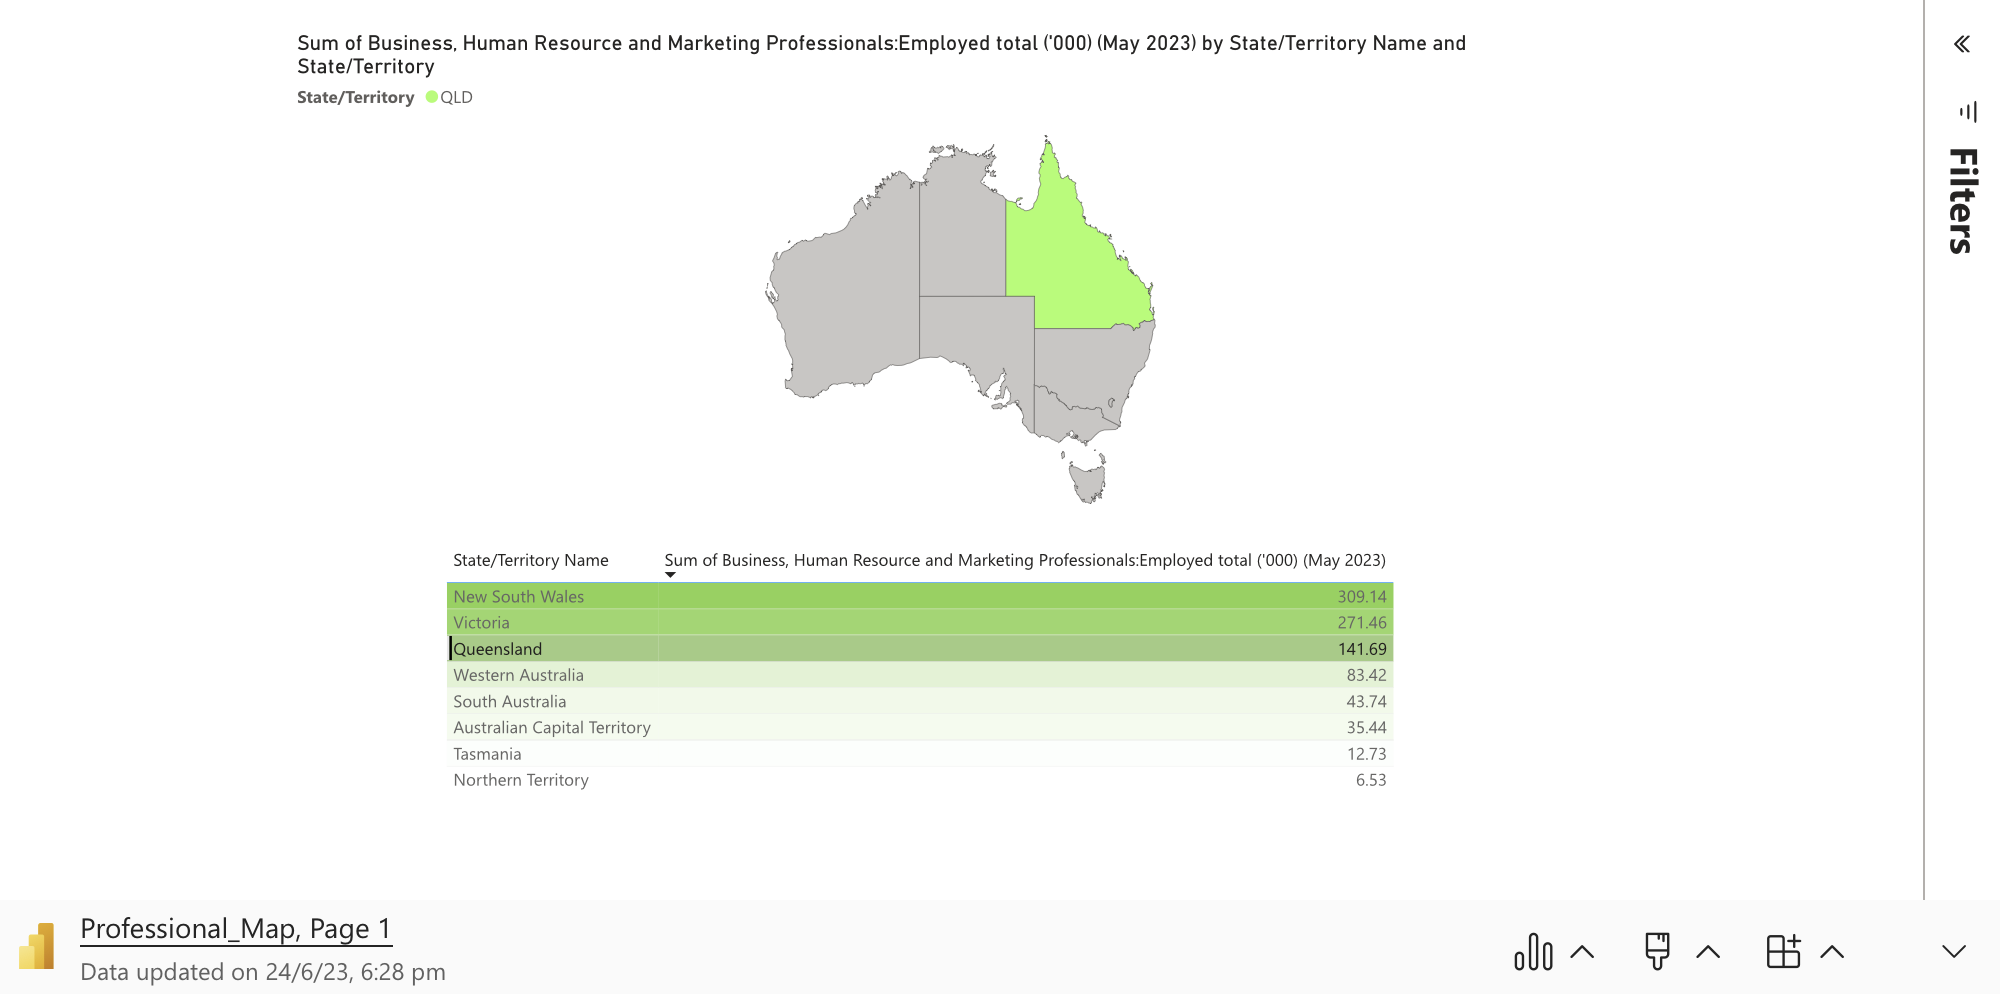 Sum of Business, Human Resource and Marketing Professionals:Employed total ('000) (May 2023) by State/Territory Name and
State/Territory
State/Territory QLD
Filters
State/Territory Name Sum of Business, Human Resource and Marketing Professionals:Employed total ('000) (May 2023)
New South Wales 309.14
Victoria 271.46
Queensland 141.69
Western Australia 83.42
South Australia 43.74
Australian Capital Territory 35.44
Tasmania 12.73
Northern Territory 6.53
Professional_Map, Page 1
Data updated on 24/6/23, 6:28 pm